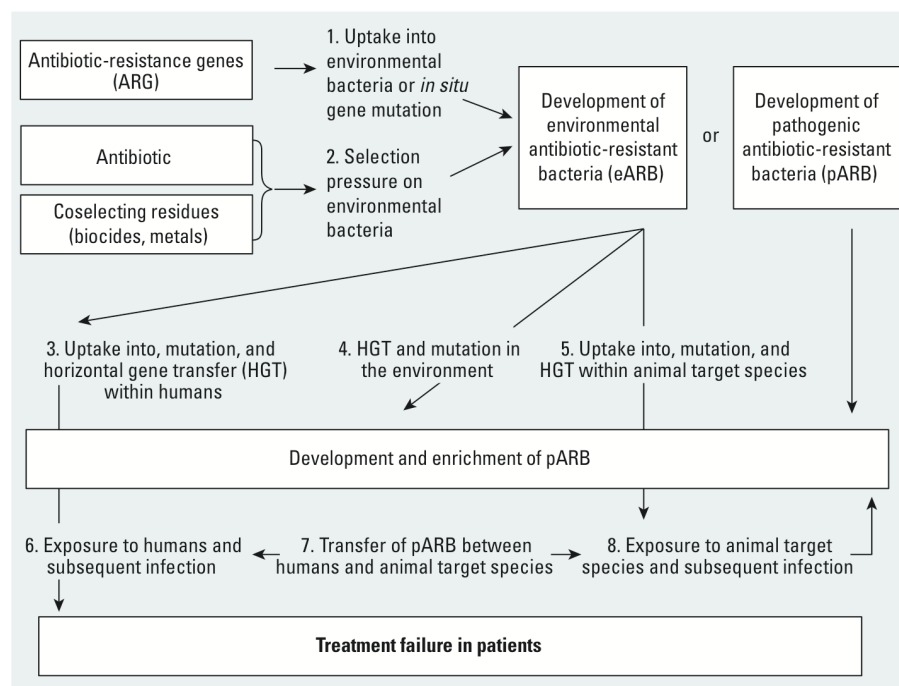 Antibiotic-resistance genes
(ARG)
1. Uptake into
environmental
bacteria or in situ
gene mutation
Antibiotic
Coselecting residues
(biocides, metals)
2. Selection
pressure on
environmental
bacteria
Development of
environmental
antibiotic-resistant
bacteria (eARB)
or
Development of
pathogenic
antibiotic-resistant
bacteria (pARB)
3. Uptake into, mutation, and
horizontal gene transfer (HGT)
within humans
4. HGT and mutation in
the environment
5. Uptake into, mutation, and
HGT within animal target species
Development and enrichment of pARB
6. Exposure to humans and
subsequent infection
7. Transfer of pARB between
humans and animal target species
8. Exposure to animal target
species and subsequent infection
Treatment failure in patients